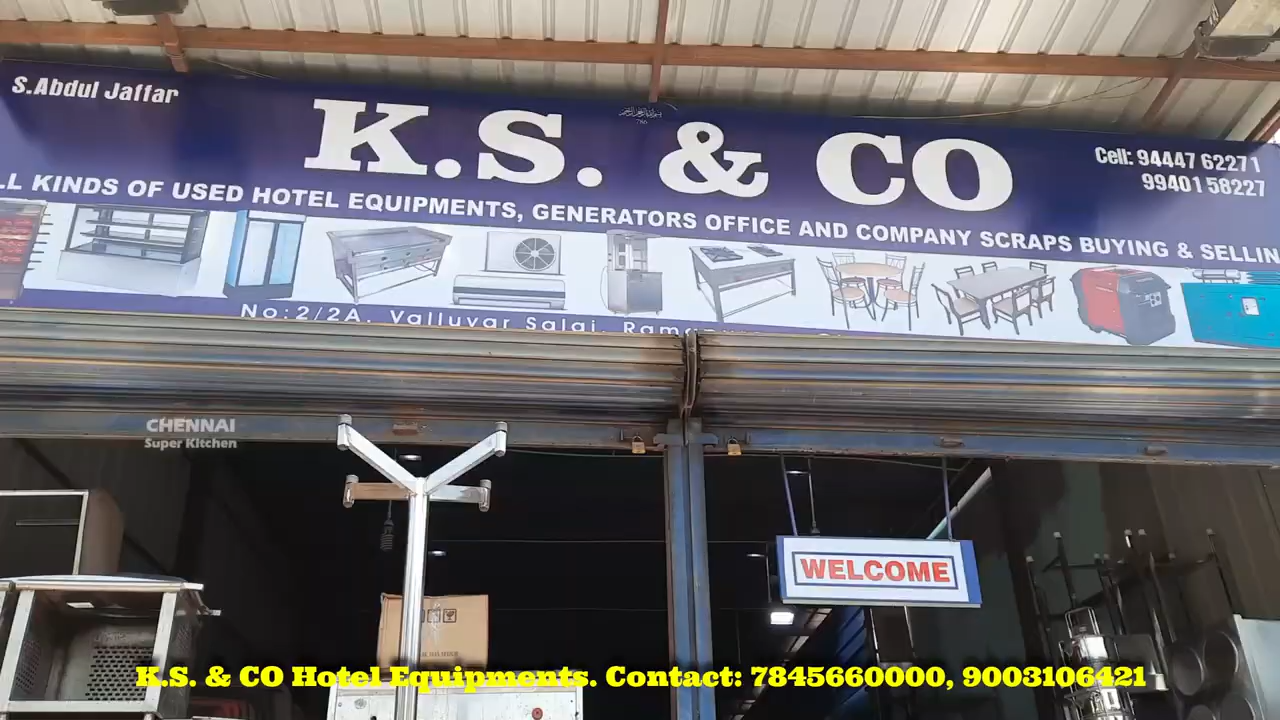 S.Abdul Jaffar
K.S. & CO
786
Cell: 94447 62271
99401 58227
LL KINDS OF USED HOTEL EQUIPMENTS, GENERATORS OFFICE AND COMPANY SCRAPS BUYING & SELLIN
No:2/2A, Valluvar Salai,
CHENNAI
Super Kitchen
WELCOME
K.S. & CO Hotel Equipments. Contact: 7845660000, 9003106421